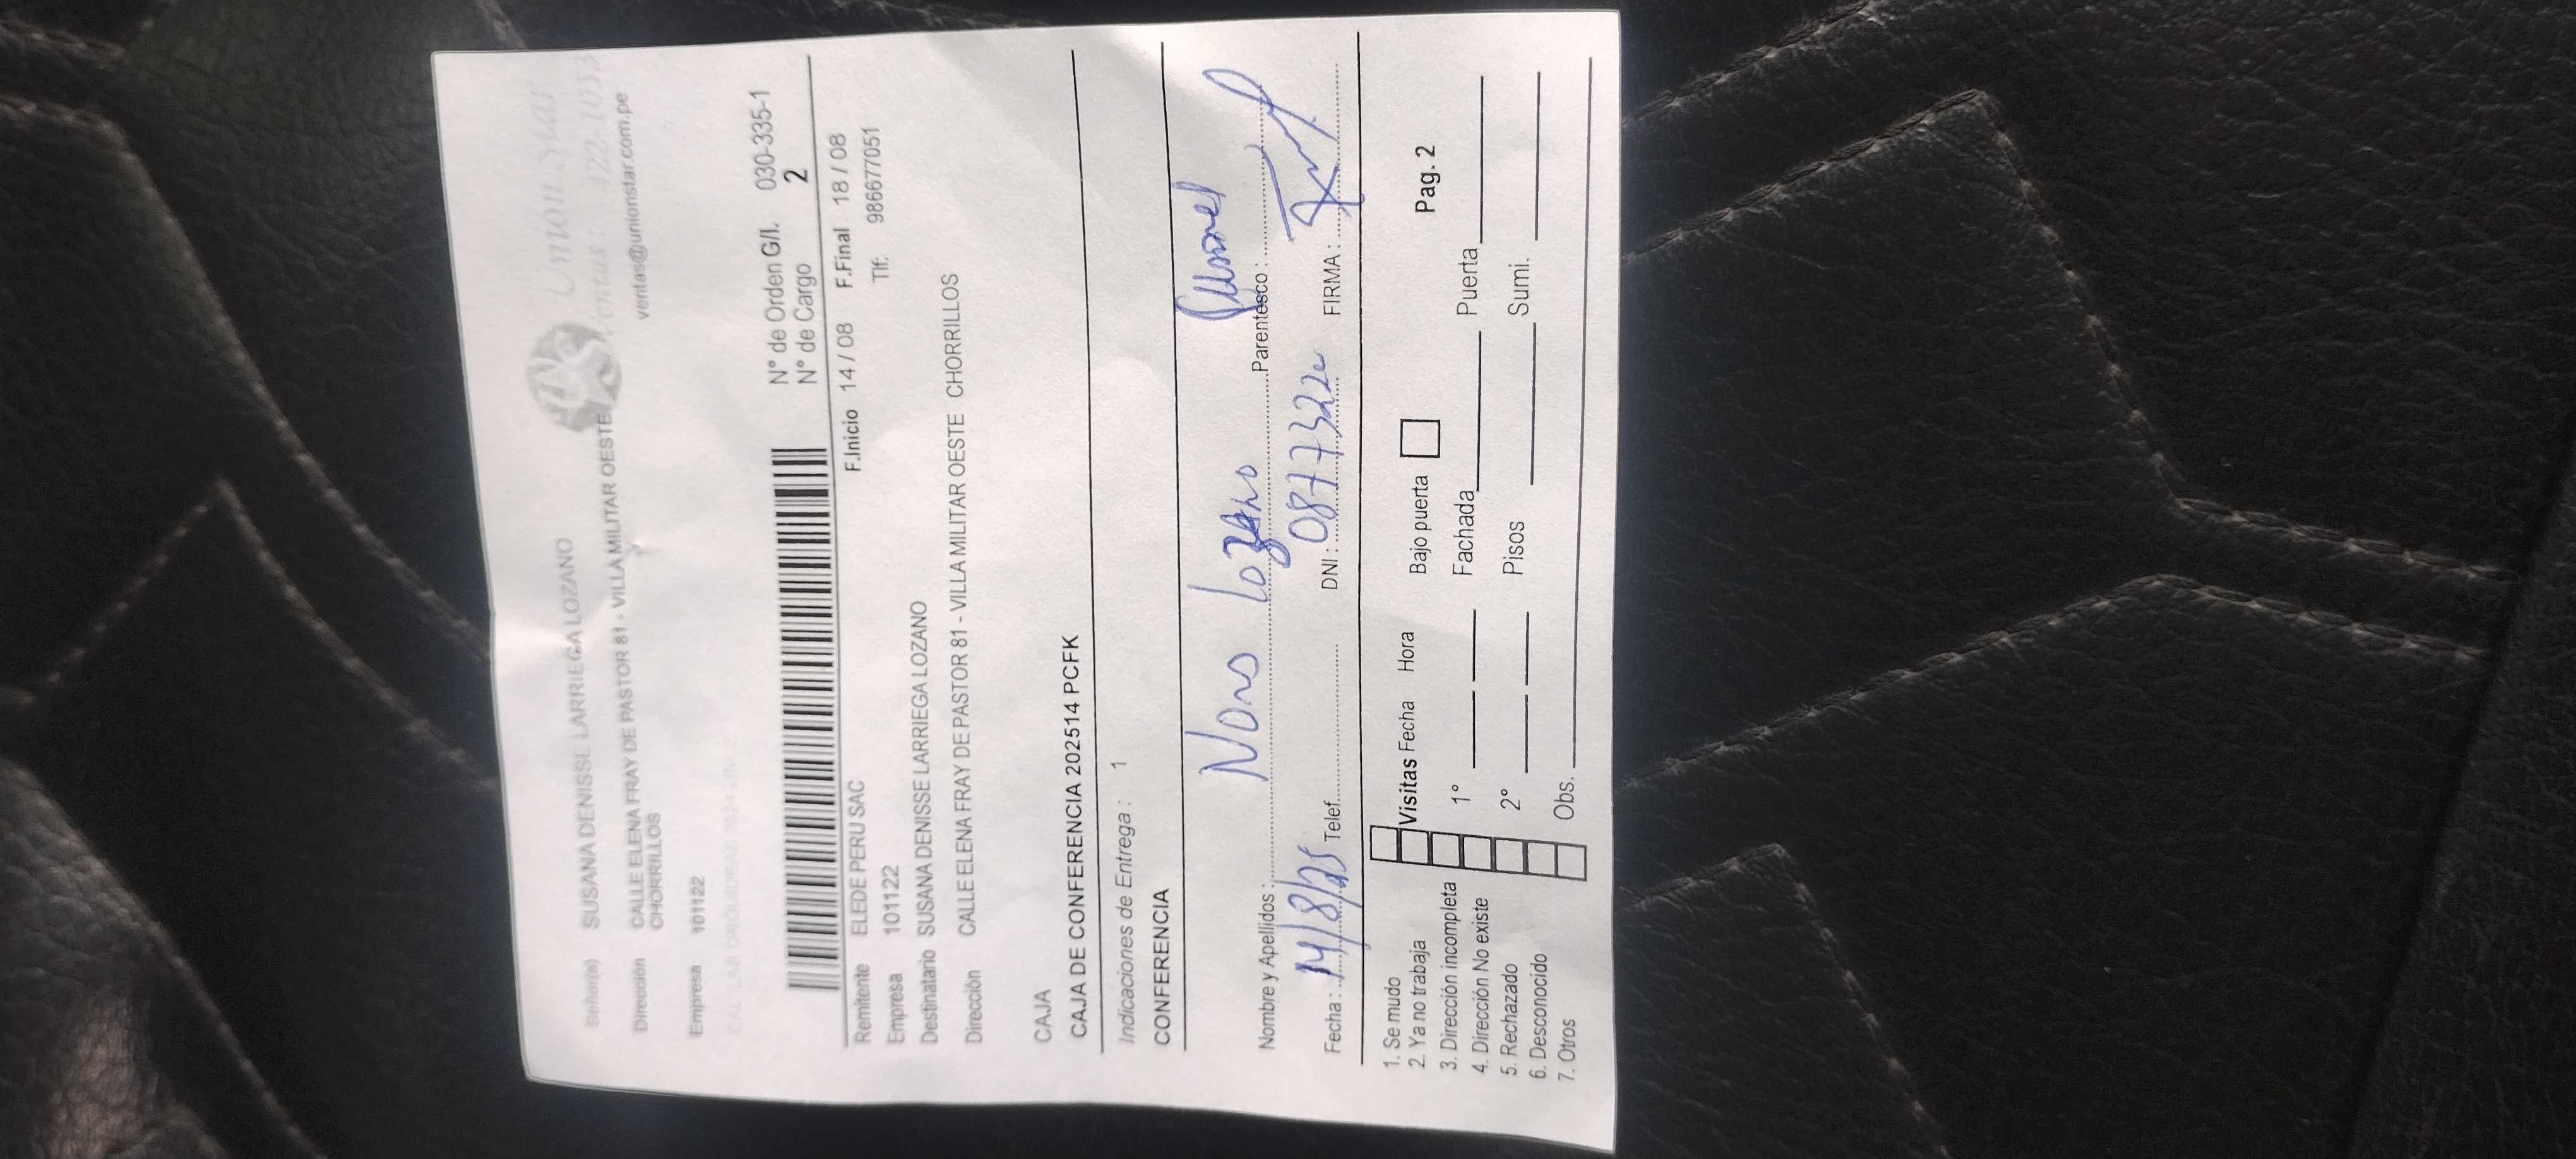 Union Star
Ventas : 422-1053
ventas@unionstar.com.pe
Señor(a) SUSANA DENISSE LARRIEGA LOZANO
Dirección CALLE ELENA FRAY DE PASTOR 81 - VILLA MILITAR OESTE
CHORRILLOS
Empresa 101122
N° de Orden G/I. 030-335-1
N° de Cargo 2
F.Inicio 14 / 08 F.Final 18 / 08
Remitente ELEDE PERU SAC Tlf: 986677051
Empresa 101122
Destinatario SUSANA DENISSE LARRIEGA LOZANO
Dirección CALLE ELENA FRAY DE PASTOR 81 - VILLA MILITAR OESTE CHORRILLOS
CAJA
CAJA DE CONFERENCIA 202514 PCFK
Indicaciones de Entrega : 1
CONFERENCIA
Nombre y Apellidos : Lozano Parentesco :
Fecha : 14/8/25 Telef. DNI : FIRMA :
1. Se mudo
2. Ya no trabaja
3. Dirección incompleta
4. Dirección No existe
5. Rechazado
6. Desconocido
7. Otros
Visitas Fecha Hora Bajo puerta Pag. 2
1° Fachada Puerta
2° Pisos Sumi.
Obs.